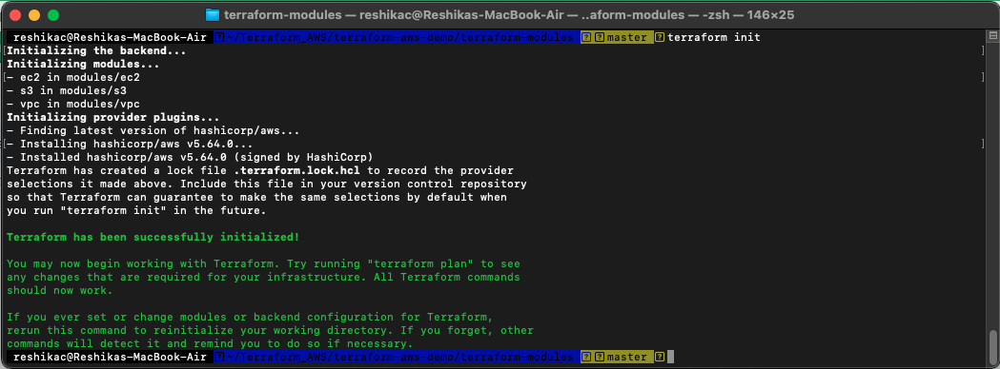 terraform-modules — reshikac@Reshikas-MacBook-Air — ..aform-modules — -zsh — 146×25
reshikac@Reshikas-MacBook-Air ~/Terraform_AWS/terraform-aws-demo/terraform-modules master terraform init
Initializing the backend...
Initializing modules...
- ec2 in modules/ec2
- s3 in modules/s3
- vpc in modules/vpc
Initializing provider plugins...
- Finding latest version of hashicorp/aws...
- Installing hashicorp/aws v5.64.0...
- Installed hashicorp/aws v5.64.0 (signed by HashiCorp)
Terraform has created a lock file .terraform.lock.hcl to record the provider
selections it made above. Include this file in your version control repository
so that Terraform can guarantee to make the same selections by default when
you run "terraform init" in the future.
Terraform has been successfully initialized!
You may now begin working with Terraform. Try running "terraform plan" to see
any changes that are required for your infrastructure. All Terraform commands
should now work.
If you ever set or change modules or backend configuration for Terraform,
rerun this command to reinitialize your working directory. If you forget, other
commands will detect it and remind you to do so if necessary.
reshikac@Reshikas-MacBook-Air ~/Terraform_AWS/terraform-aws-demo/terraform-modules master